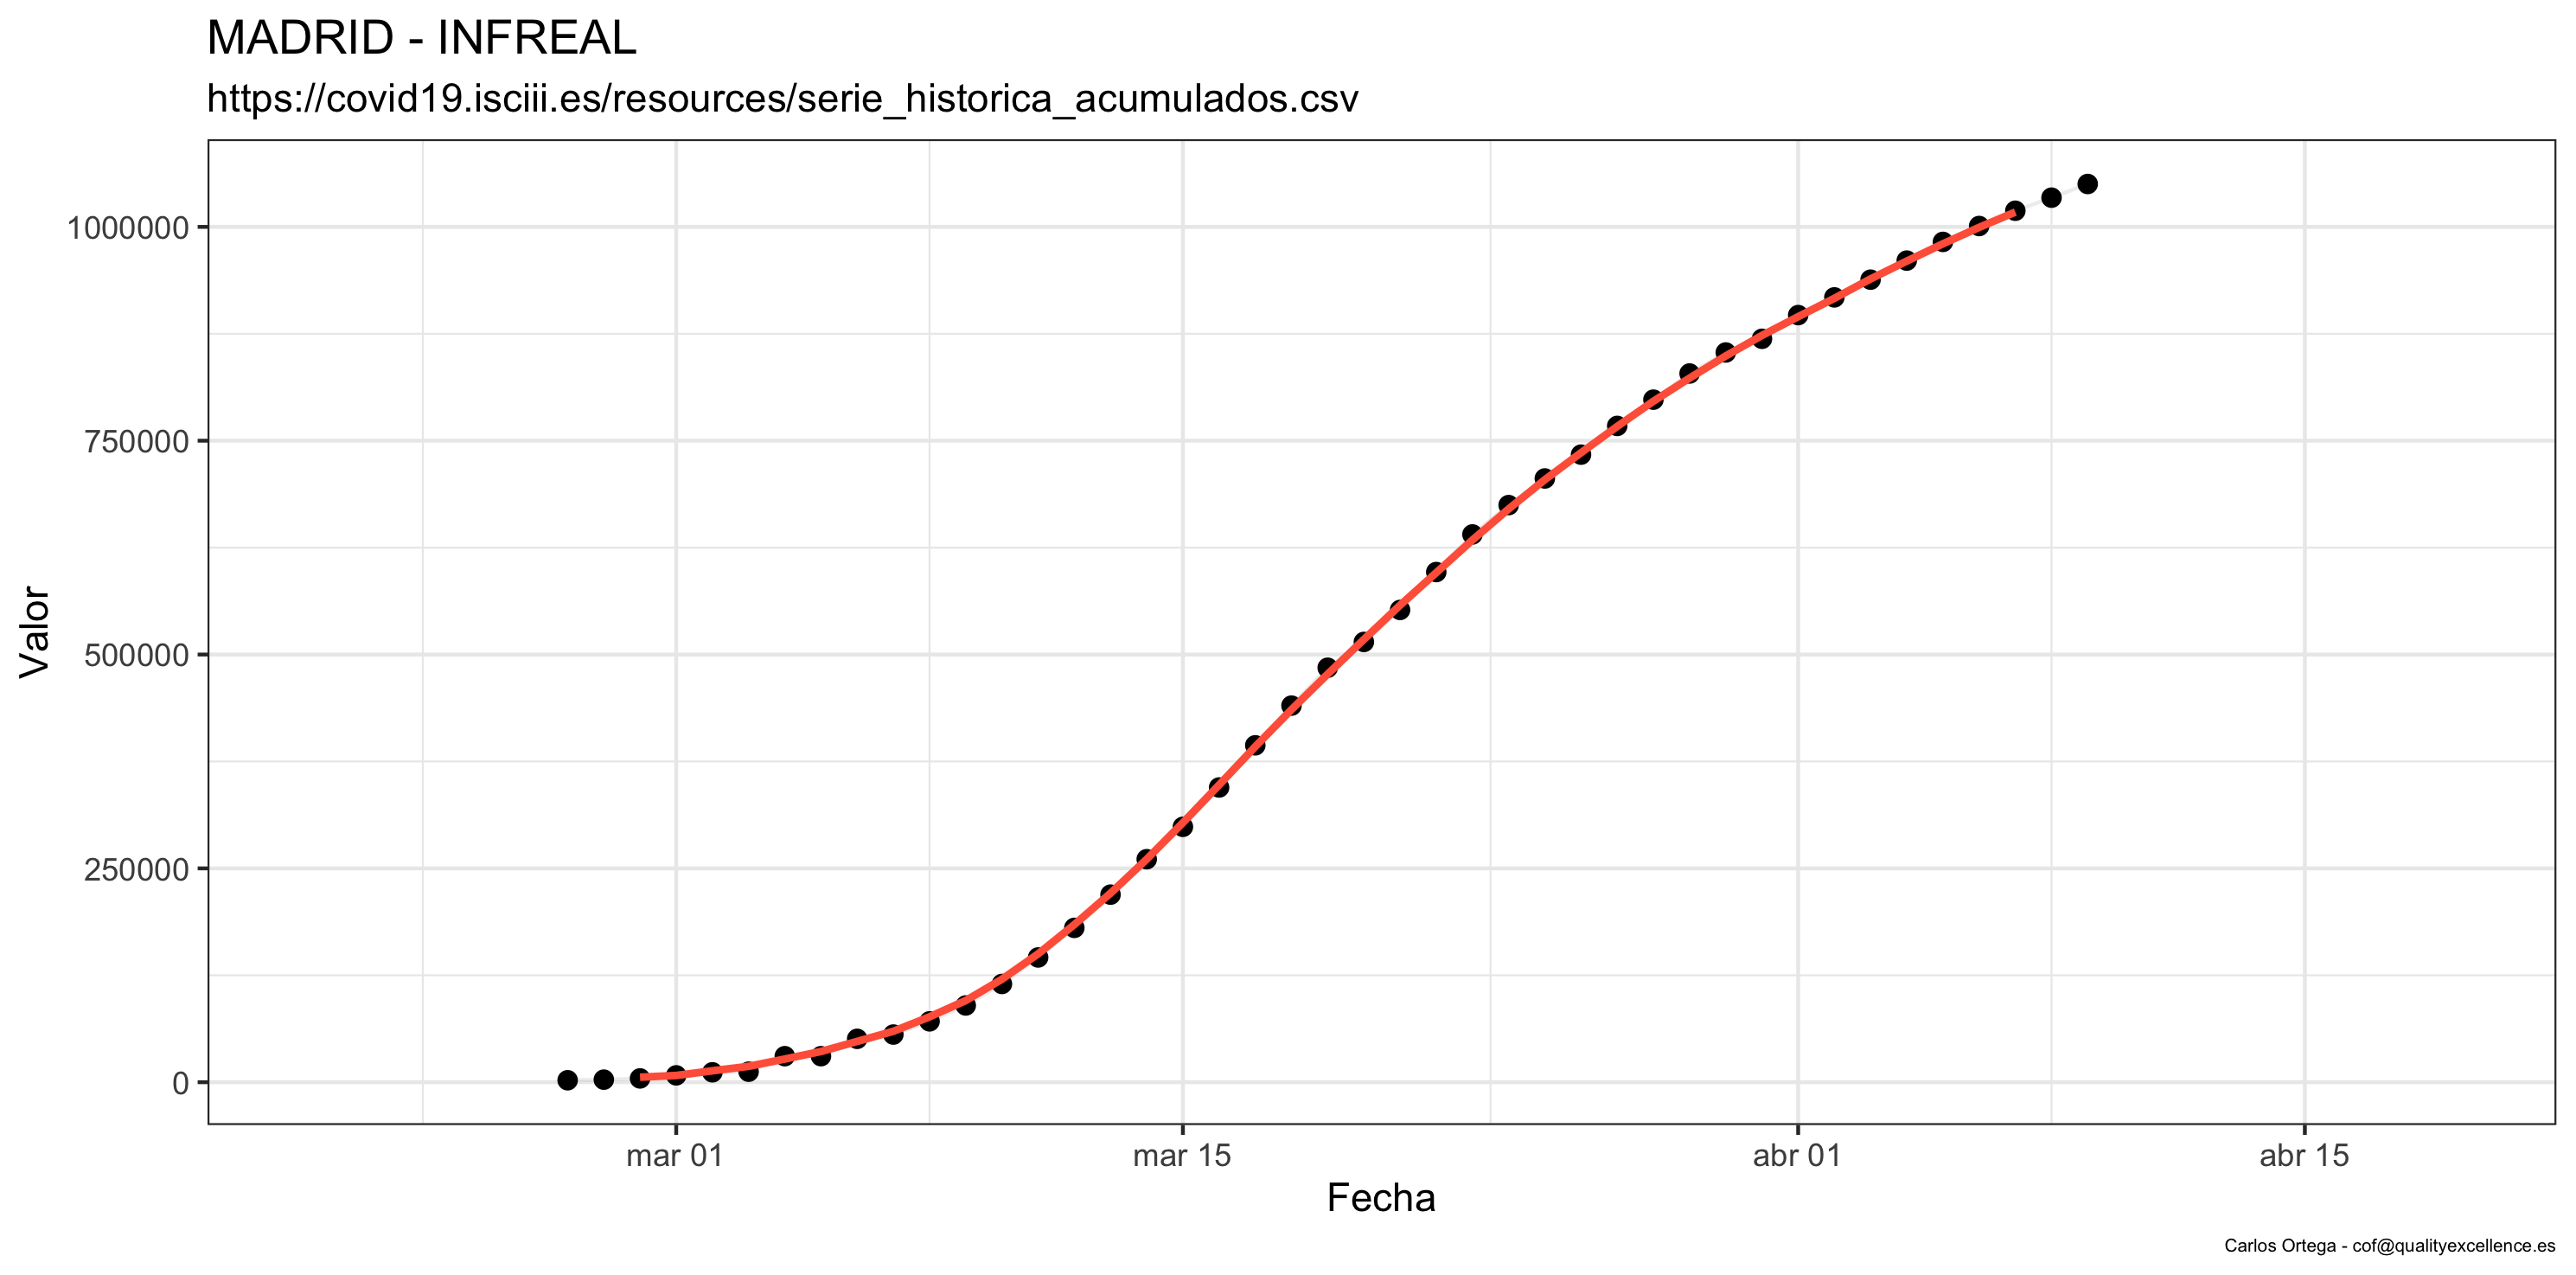 MADRID - INFREAL
https://covid19.isciii.es/resources/serie_historica_acumulados.csv
Valor
1000000
750000
500000
250000
0
mar 01
mar 15
abr 01
abr 15
Fecha
Carlos Ortega - cof@qualityexcellence.es